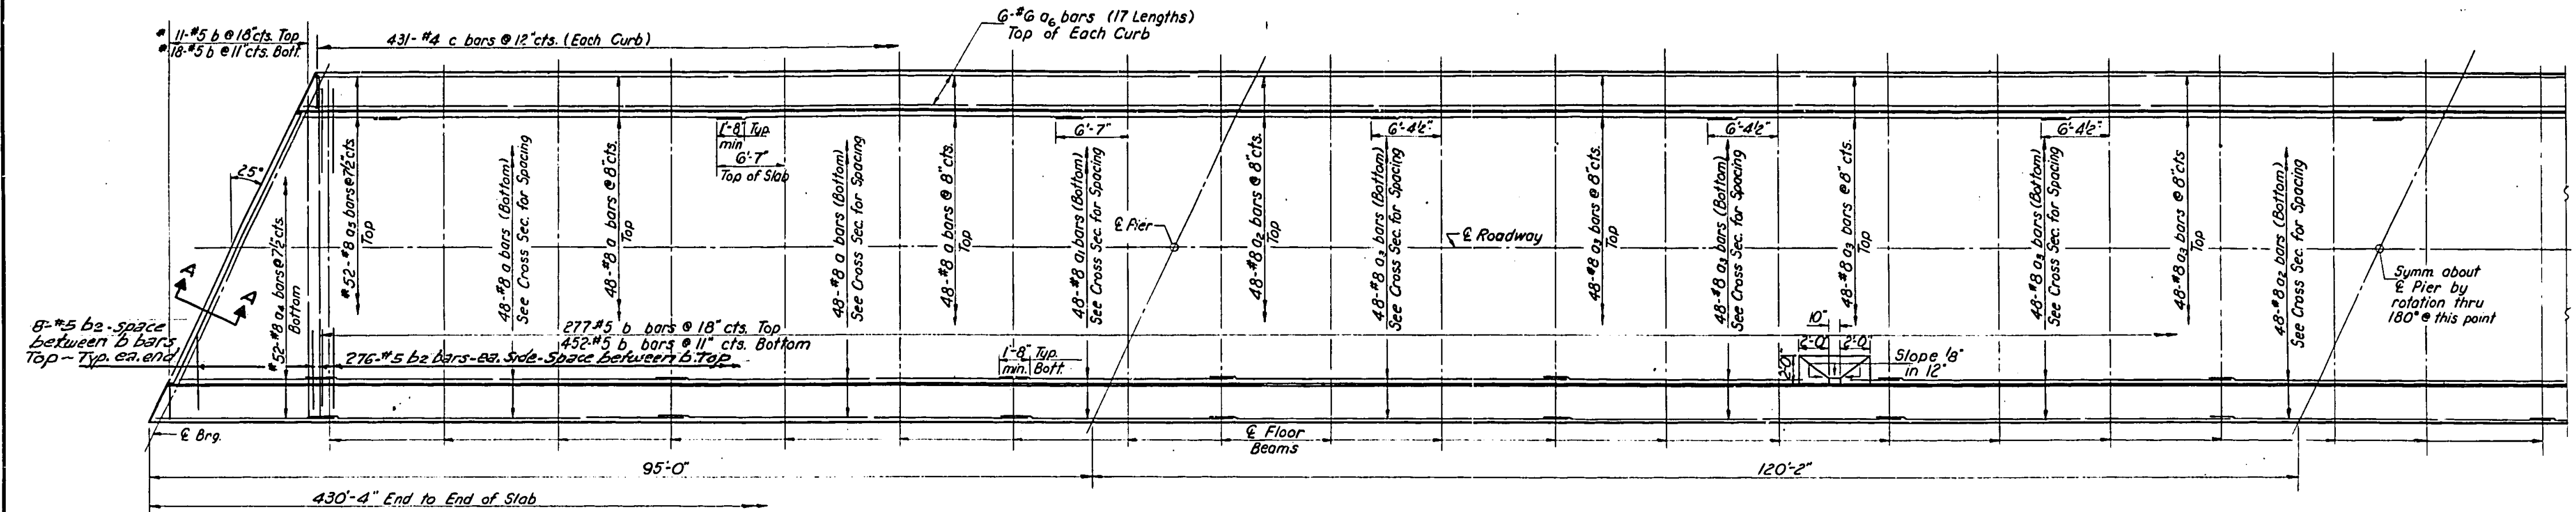 * 11-#5 b @ 18"cts. Top
* 18-#5 b @ 11"cts. Bott.
431-#4 c bars @ 12"cts. (Each Curb)
6-#6 a6 bars (17 Lengths)
Top of Each Curb
25°
*52-#8 a4 bars @ 7½"cts.
Bottom
*52-#8 a5 bars @ 7½"cts
Top
48-#8 a bars (Bottom)
See Cross Sec. for Spacing
48-#8 a bars @ 8"cts.
Top
1'-8" Typ.
min
6'-7"
Top of Slab
48-#8 a bars (Bottom)
See Cross Sec. for Spacing
48-#8 a bars @ 8"cts.
Top
6'-7"
48-#8 a1 bars (Bottom)
See Cross Sec. for Spacing
℄ Pier
48-#8 a2 bars @ 8"cts.
Top
6'-4½"
48-#8 a3 bars (Bottom)
See Cross Sec. for Spacing
℄ Roadway
48-#8 a3 bars @ 8"cts.
Top
6'-4½"
48-#8 a3 bars (Bottom)
See Cross Sec. for Spacing
48-#8 a3 bars @ 8"cts.
Top
6'-4½"
48-#8 a3 bars (Bottom)
See Cross Sec. for Spacing
48-#8 a3 bars @ 8"cts
Top
48-#8 a2 bars (Bottom)
See Cross Sec. for Spacing
Symm. about
℄ Pier by
rotation thru
180° @ this point
A
A
8-#5 b2-space
between b bars
Top ~ Typ. ea. end
277-#5 b bars @ 18" cts. Top
452-#5 b bars @ 11" cts. Bottom
276-#5 b2 bars-ea. side-Space between b Top
1'-8" Typ.
min. Bott.
10"
2'-0"
2'-0"
2'-0"
Slope ⅛"
in 12"
℄ Brg.
℄ Floor
Beams
95'-0"
120'-2"
430'-4" End to End of Slab